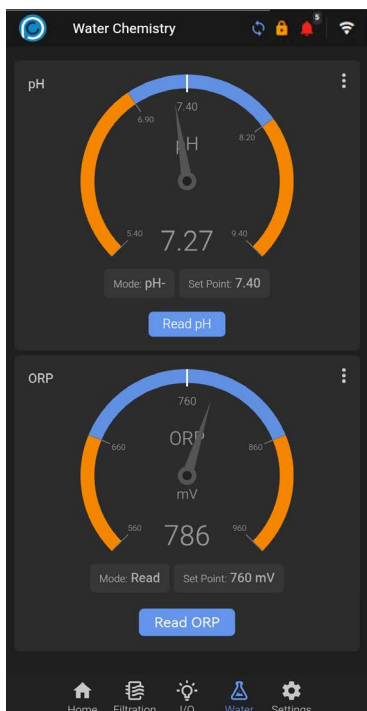 Water Chemistry
5
pH
7.40
6.90
8.20
pH
5.40
7.27
9.40
Mode: pH-
Set Point: 7.40
Read pH
ORP
760
660
ORP
860
mV
560
786
960
Mode: Read
Set Point: 760 mV
Read ORP
Home
Filtration
I/O
Water
Settings